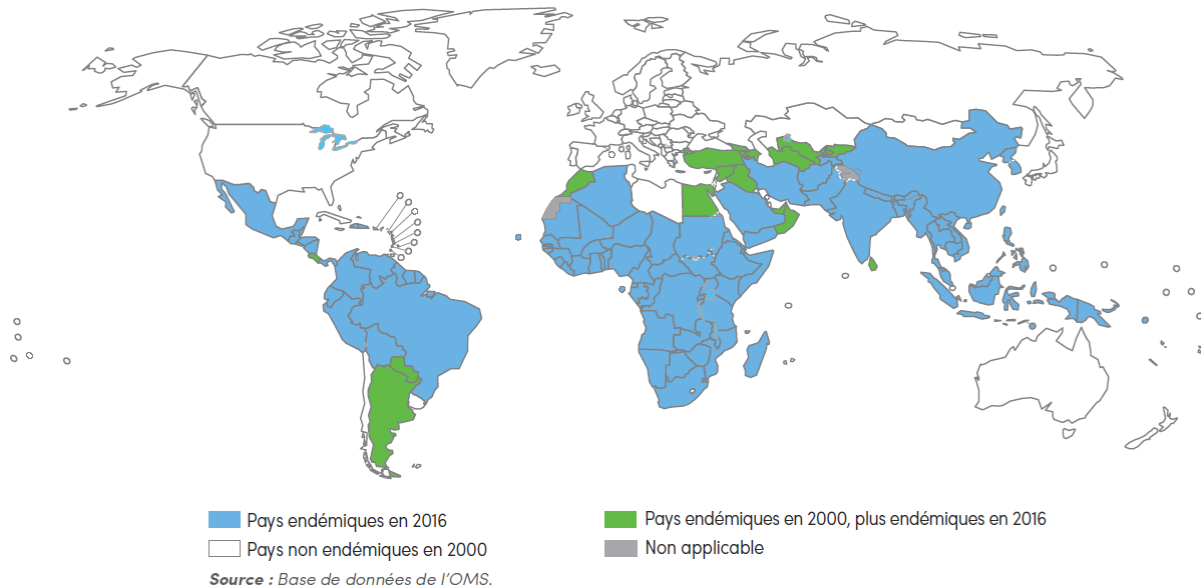 Pays endémiques en 2016
Pays endémiques en 2000, plus endémiques en 2016
Pays non endémiques en 2000
Non applicable
Source : Base de données de l’OMS.